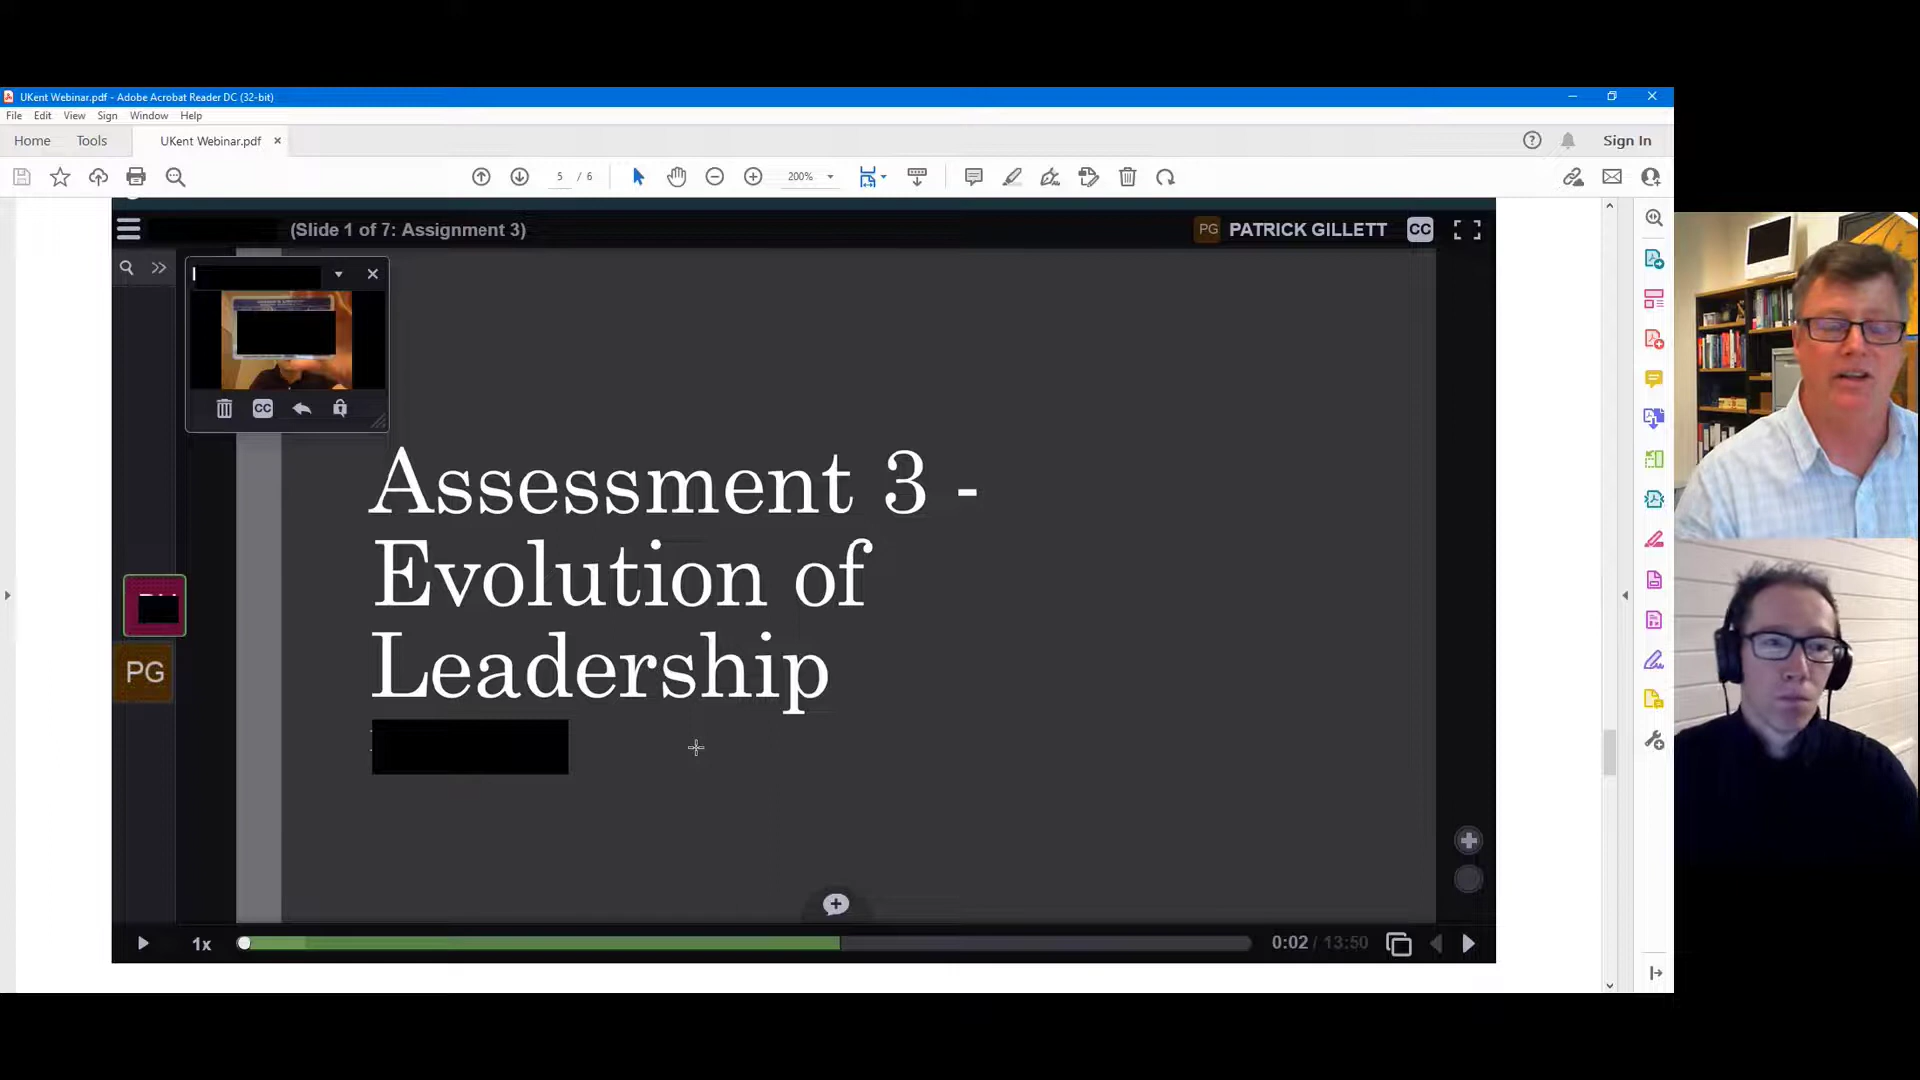 UKent Webinar.pdf - Adobe Acrobat Reader DC (32-bit)
File Edit View Sign Window Help
Home Tools UKent Webinar.pdf × Sign In
5 / 6 200%
(Slide 1 of 7: Assignment 3) PG PATRICK GILLETT CC
CC
Assessment 3 -
Evolution of
Leadership
PG
1x 0:02 / 13:50